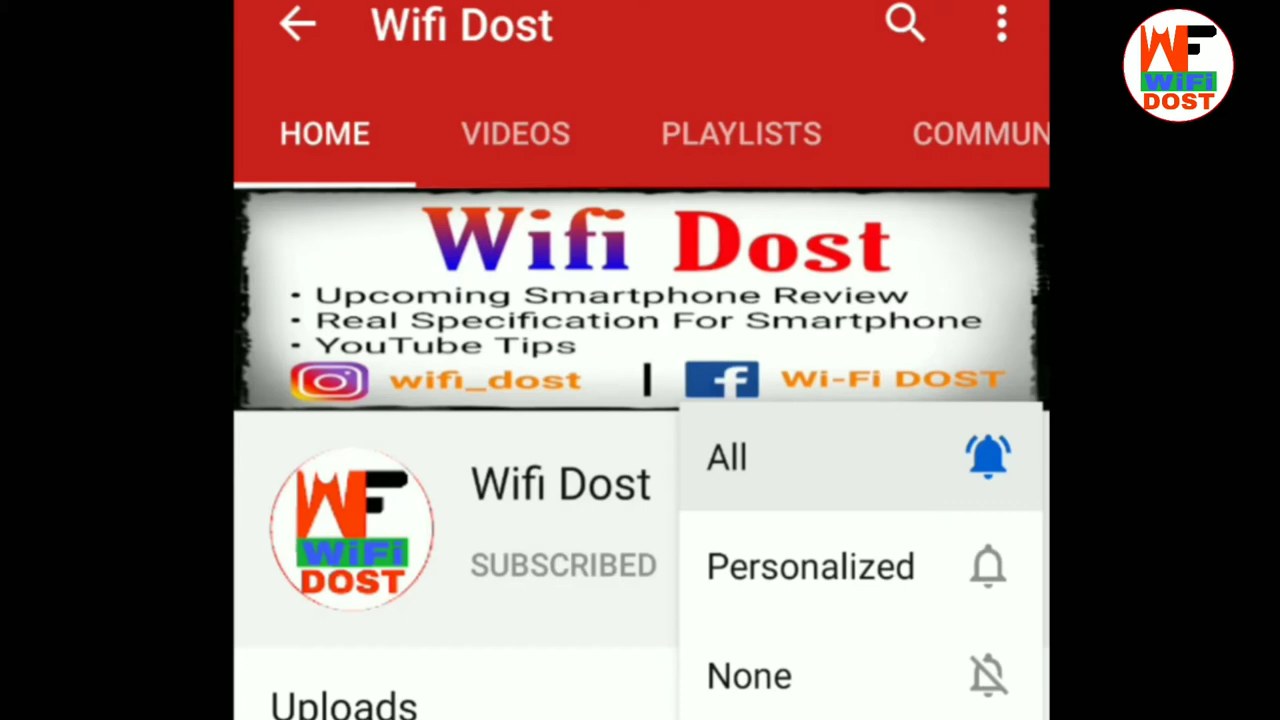 Wifi Dost
WF
WiFi
DOST
HOME VIDEOS PLAYLISTS COMMUN
Wifi Dost
• Upcoming Smartphone Review
• Real Specification For Smartphone
• YouTube Tips
wifi_dost | Wi-Fi DOST
All
WF
WiFi
DOST
Wifi Dost
SUBSCRIBED
Personalized
None
Uploads